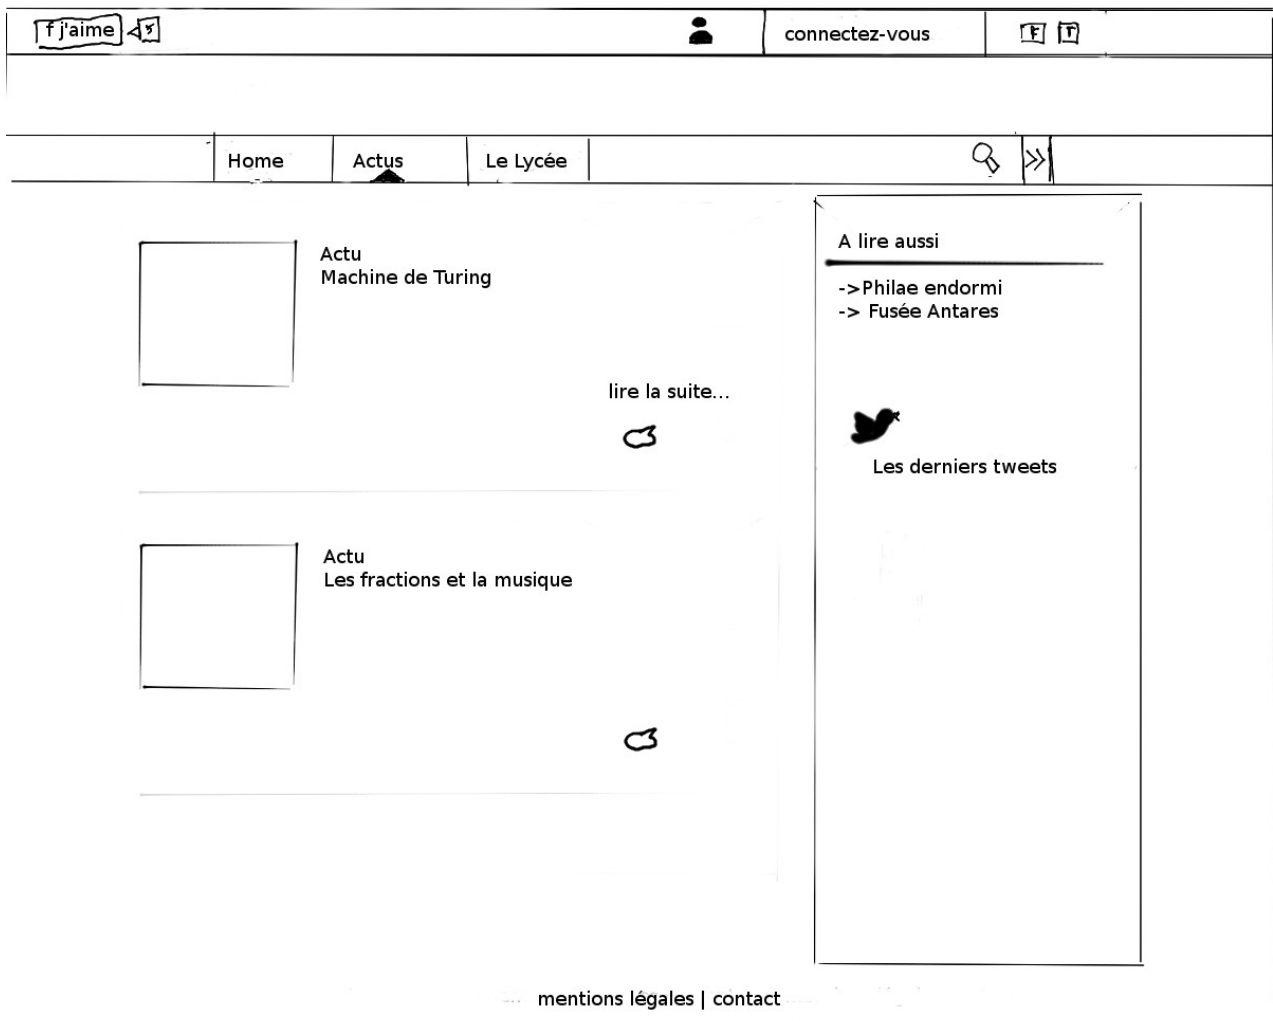 f j'aime 5
connectez-vous
F T
Home
Actus
Le Lycée
>>
Actu
Machine de Turing
lire la suite...
Actu
Les fractions et la musique
A lire aussi
->Philae endormi
-> Fusée Antares
Les derniers tweets
mentions légales | contact